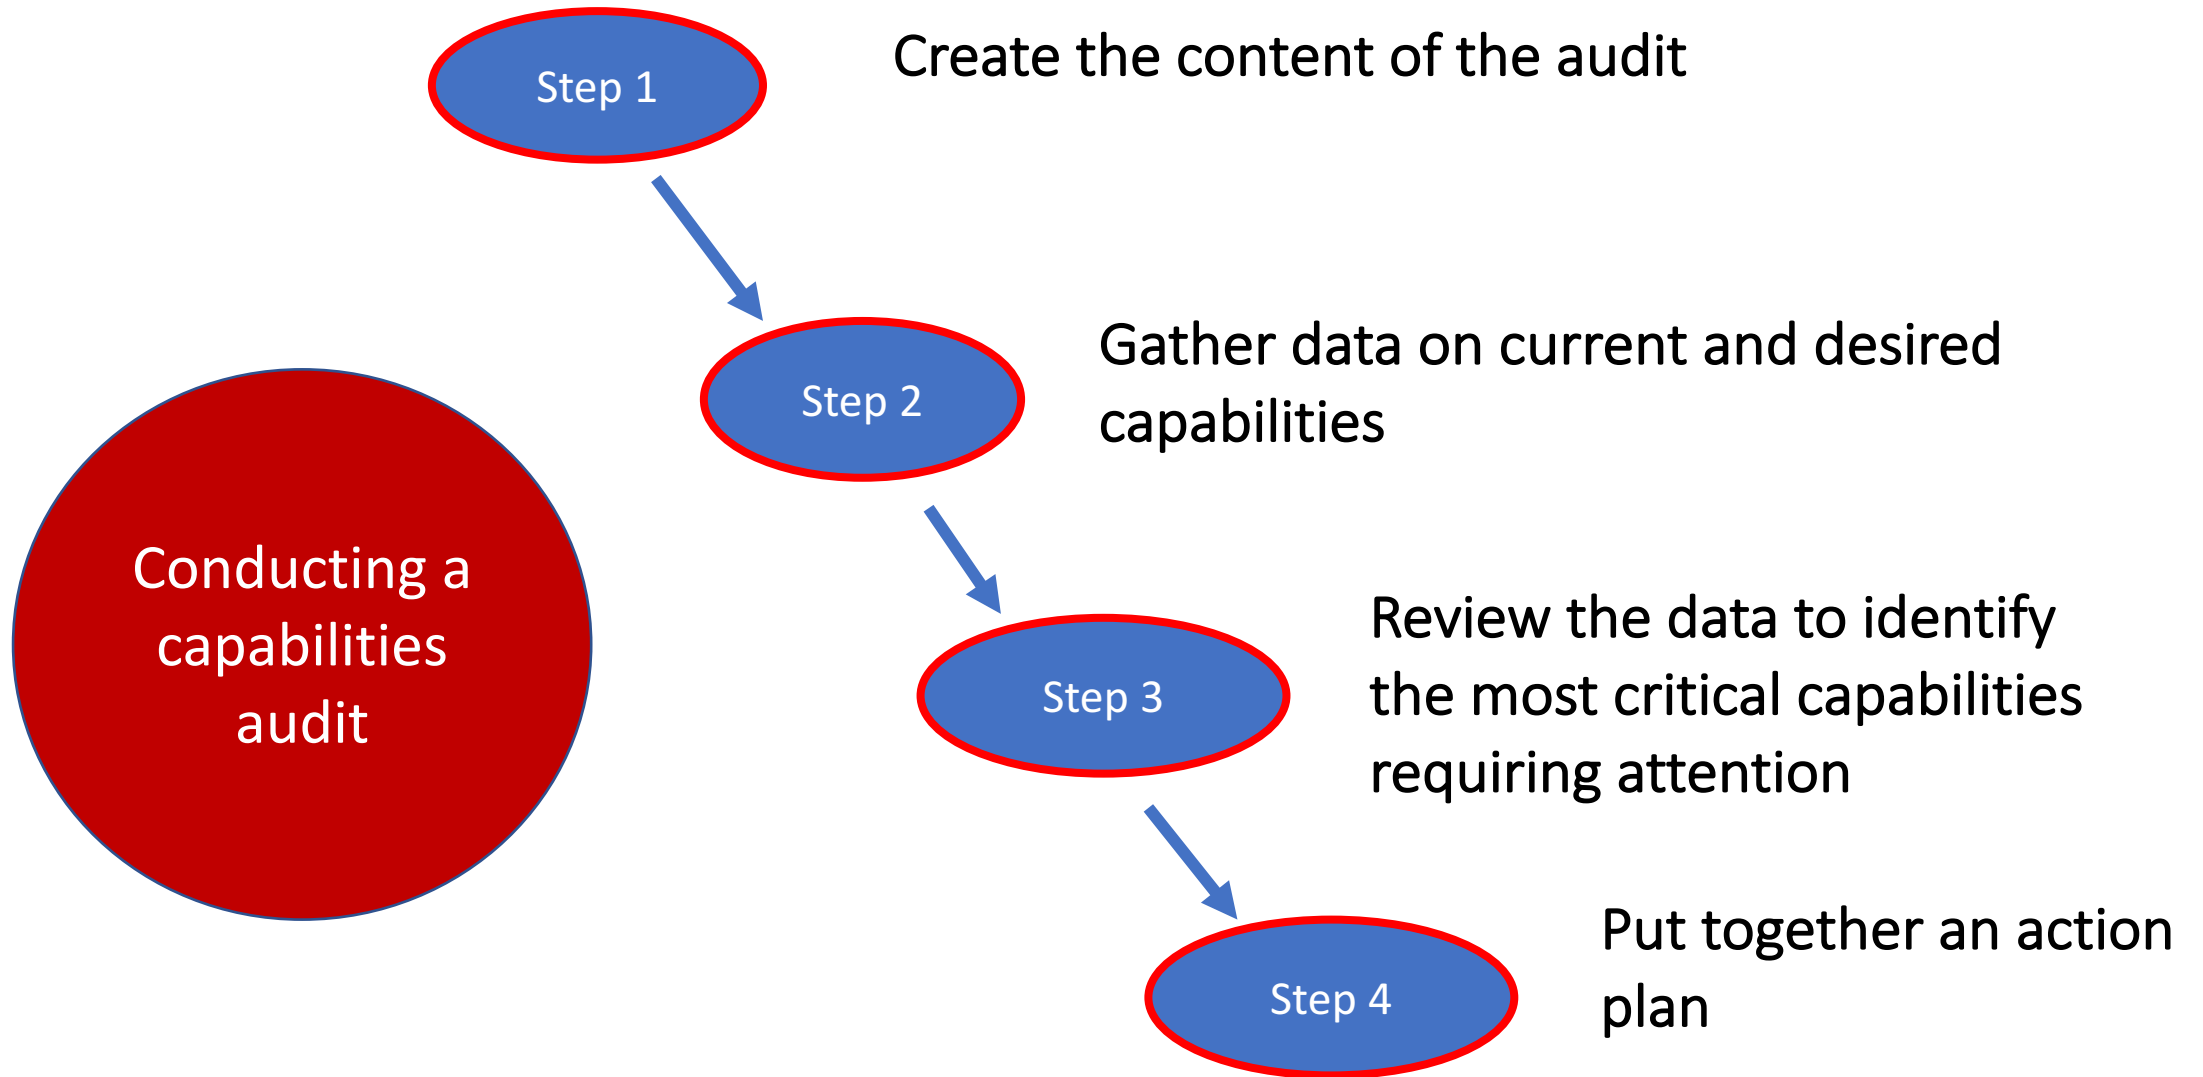 Step 1
Create the content of the audit
Step 2
Gather data on current and desired
capabilities
Conducting a
capabilities
audit
Step 3
Review the data to identify
the most critical capabilities
requiring attention
Step 4
Put together an action
plan